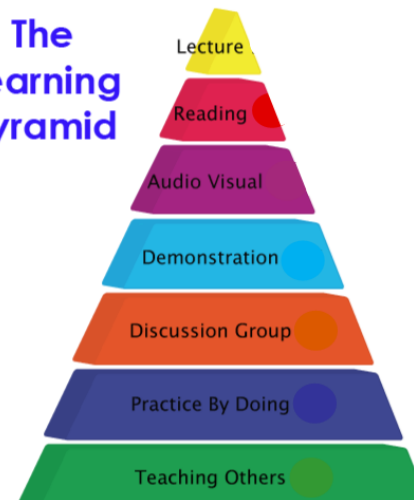 The
earning
yramid
Lecture
Reading
Audio Visual
Demonstration
Discussion Group
Practice By Doing
Teaching Others